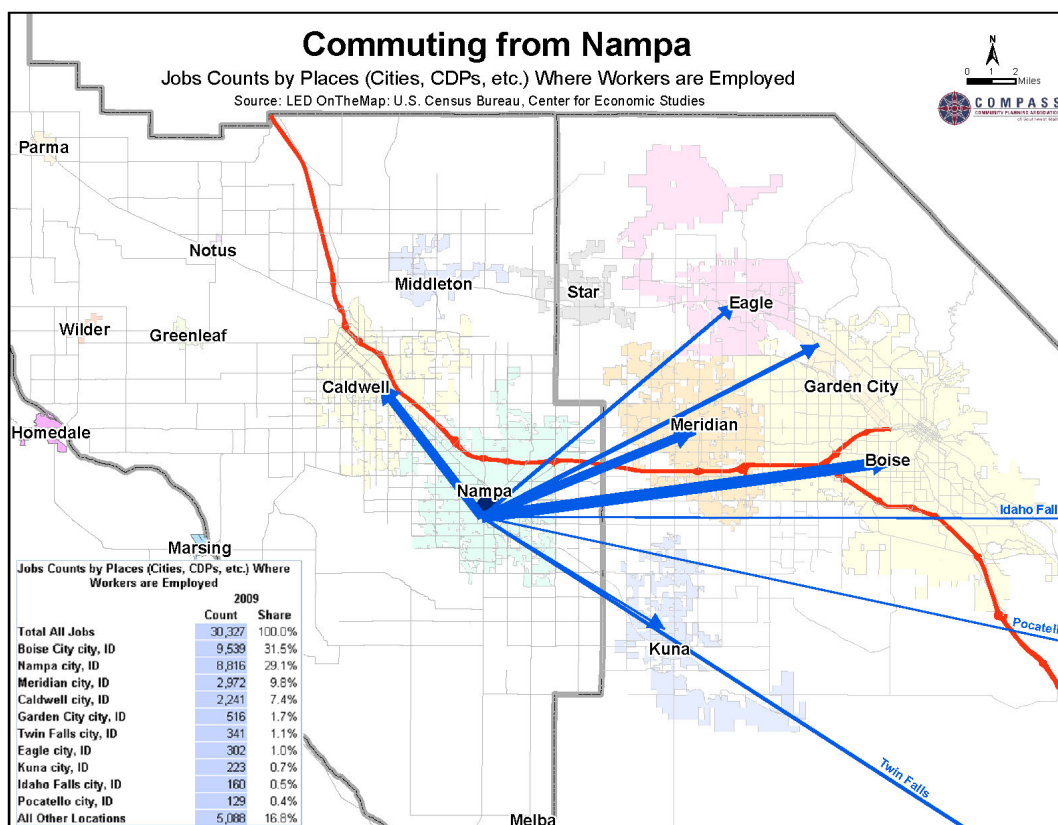 Commuting from Nampa
Jobs Counts by Places (Cities, CDPs, etc.) Where Workers are Employed
Source: LED OnTheMap: U.S. Census Bureau, Center for Economic Studies
N
0 1 2
Miles
COMPASS
COMMUNITY PLANNING ASSOCIATION
of Southwest Idaho
Parma
Notus
Middleton
Star
Eagle
Wilder
Greenleaf
Caldwell
Garden City
Homedale
Meridian
Boise
Nampa
Idaho Fall
Marsing
Pocatello
Kuna
Twin Falls
Melba
Jobs Counts by Places (Cities, CDPs, etc.) Where
Workers are Employed
2009
Count Share
Total All Jobs 30,327 100.0%
Boise City city, ID 9,539 31.5%
Nampa city, ID 8,816 29.1%
Meridian city, ID 2,972 9.8%
Caldwell city, ID 2,241 7.4%
Garden City city, ID 516 1.7%
Twin Falls city, ID 341 1.1%
Eagle city, ID 302 1.0%
Kuna city, ID 223 0.7%
Idaho Falls city, ID 160 0.5%
Pocatello city, ID 129 0.4%
All Other Locations 5,088 16.8%